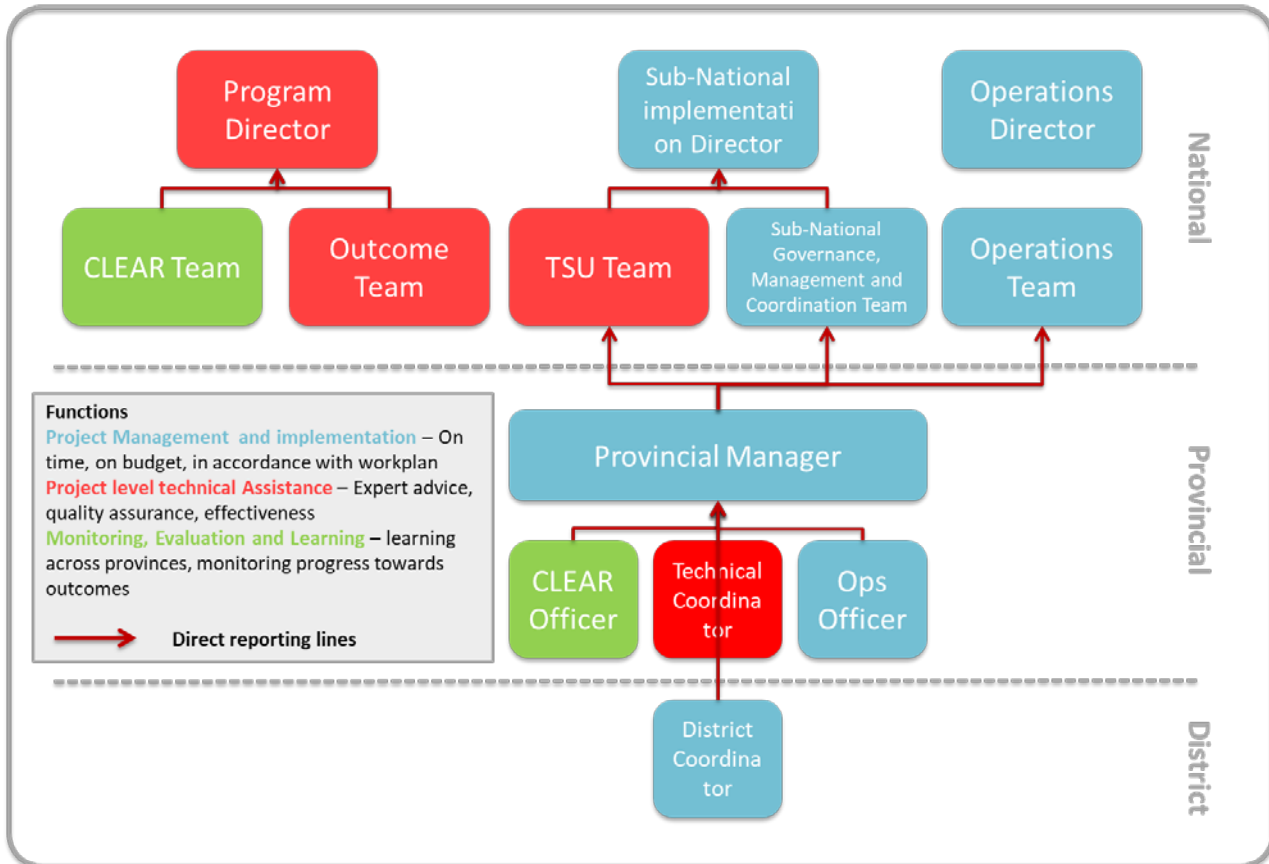 Program
Director
Sub-National
implementati
on Director
Operations
Director
National
CLEAR Team
Outcome
Team
TSU Team
Sub-National
Governance,
Management and
Coordination Team
Operations
Team
Functions
Project Management and implementation – On
time, on budget, in accordance with workplan
Project level technical Assistance – Expert advice,
quality assurance, effectiveness
Monitoring, Evaluation and Learning – learning
across provinces, monitoring progress towards
outcomes
Direct reporting lines
Provincial Manager
Provincial
CLEAR
Officer
Technical
Coordina
tor
Ops
Officer
District
Coordina
tor
District